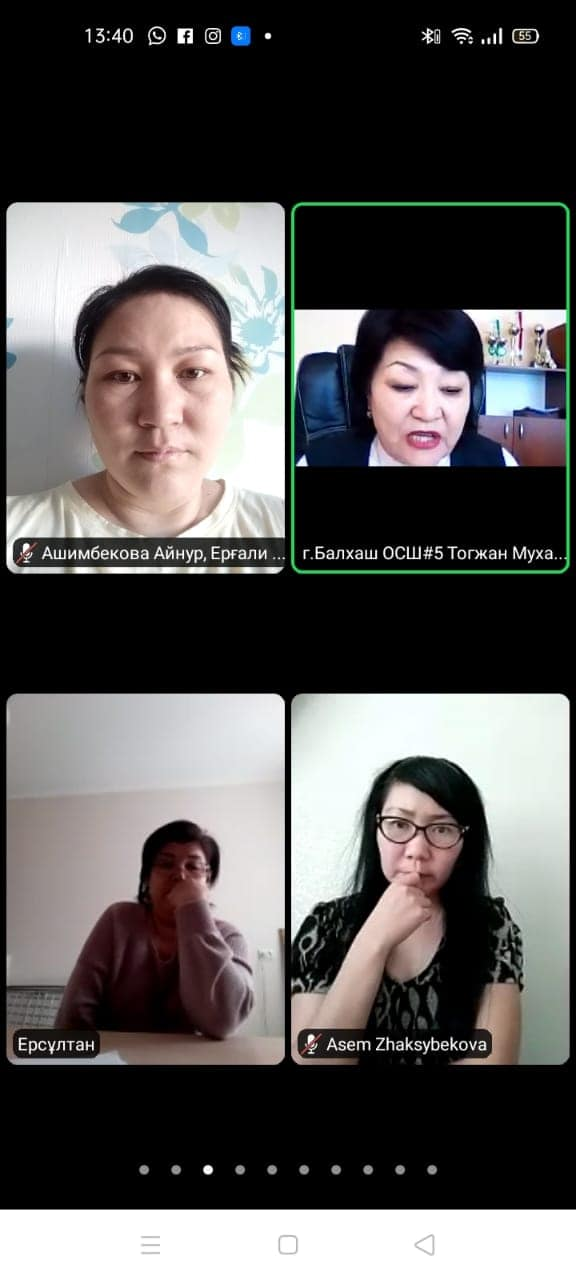 13:40
55
Ашимбекова Айнур, Ерғали ...
г.Балхаш ОСШ#5 Тогжан Муха...
Ерсұлтан
Asem Zhaksybekova